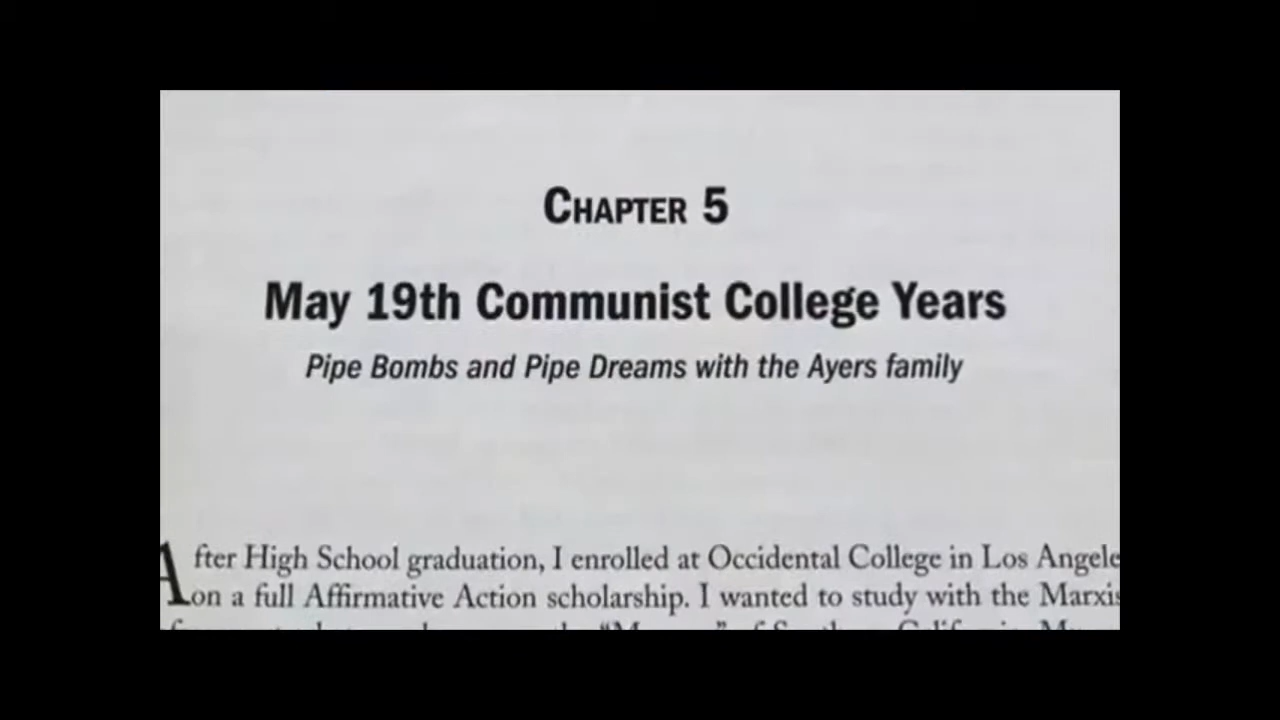 CHAPTER 5
May 19th Communist College Years
Pipe Bombs and Pipe Dreams with the Ayers family
After High School graduation, I enrolled at Occidental College in Los Angele
on a full Affirmative Action scholarship. I wanted to study with the Marxis